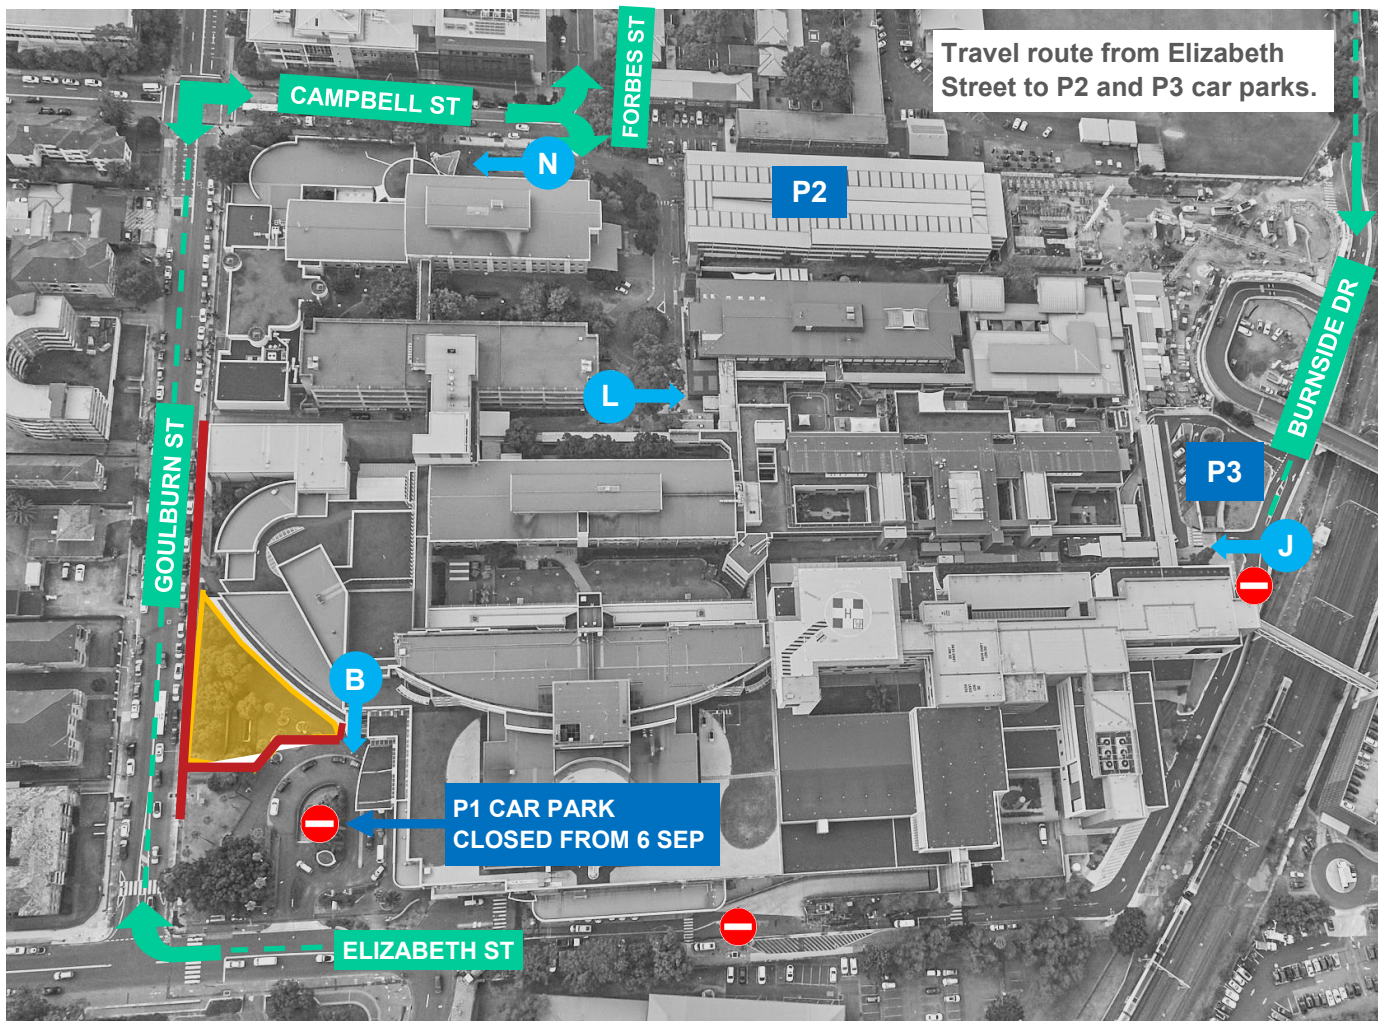 Travel route from Elizabeth
Street to P2 and P3 car parks.
FORBES ST
CAMPBELL ST
N
P2
BURNSIDE DR
L
GOULBURN ST
P3
J
H
B
P1 CAR PARK
CLOSED FROM 6 SEP
ELIZABETH ST